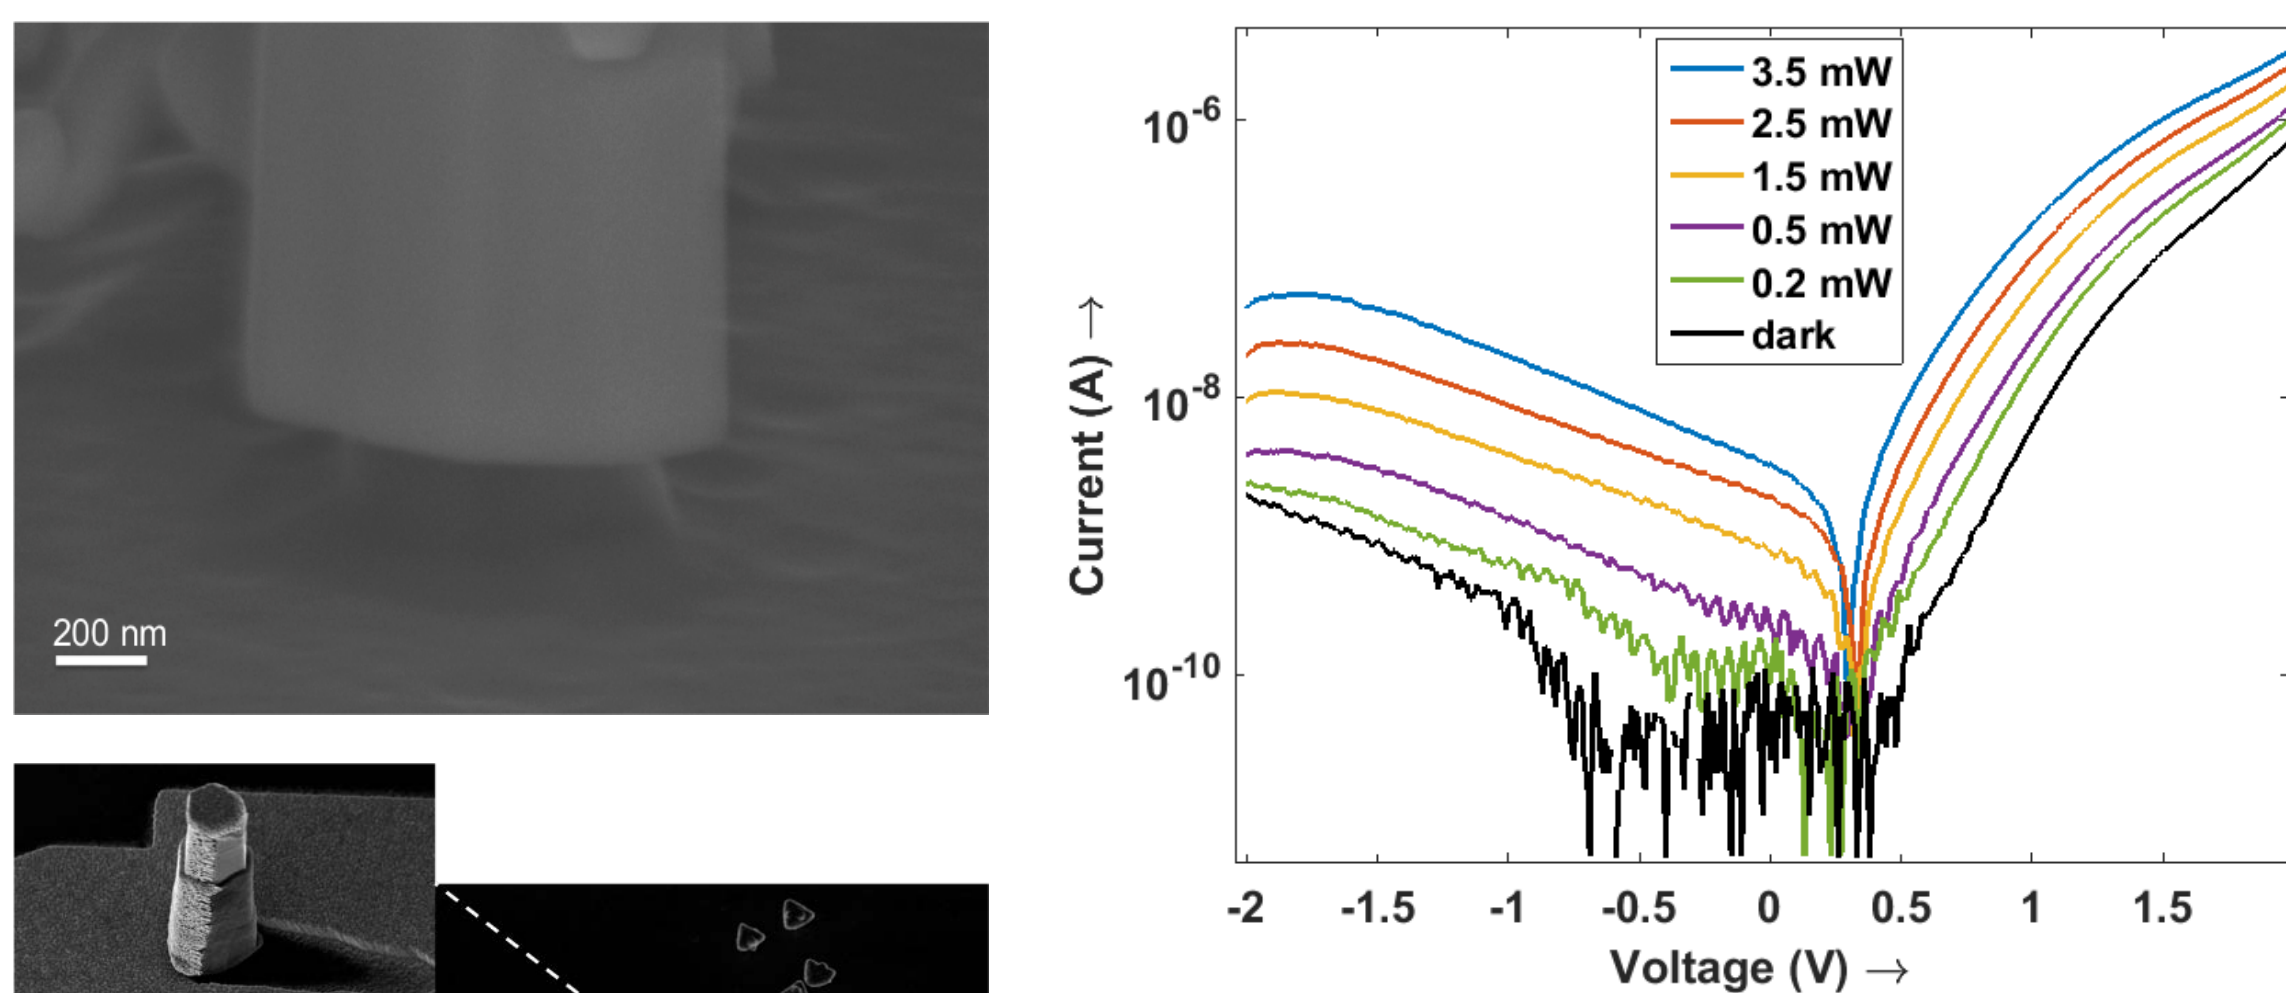 200 nm
3.5 mW
2.5 mW
1.5 mW
0.5 mW
0.2 mW
dark
10-6
10-8
10-10
Current (A) →
-2 -1.5 -1 -0.5 0 0.5 1 1.5
Voltage (V) →